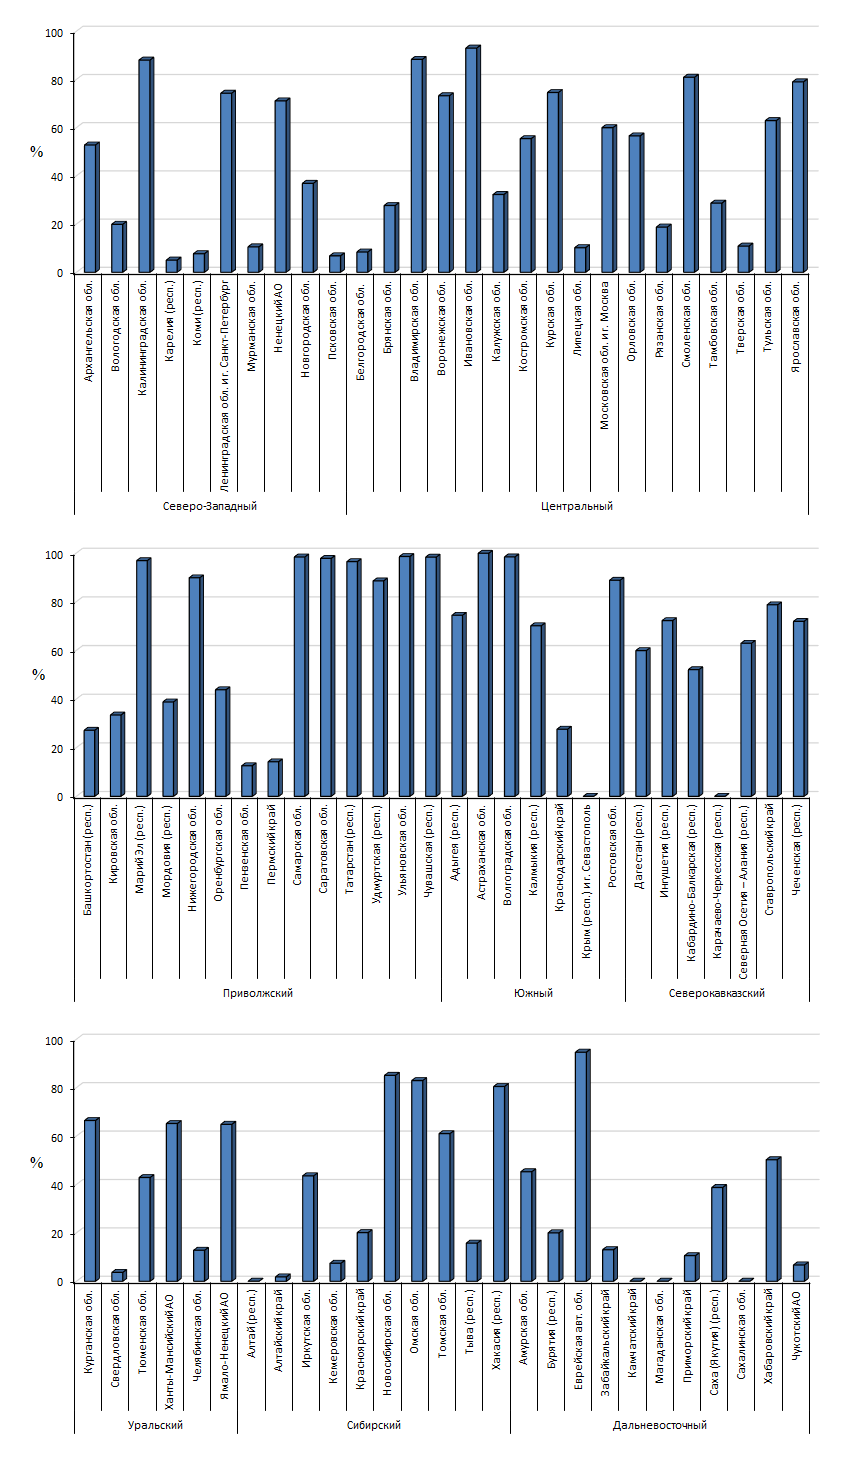 100
80
60
%
40
20
0
Архангельская обл.
Вологодская обл.
Калининградская обл.
Карелия (респ.)
Коми (респ.)
Ленинградская обл. и г. Санкт-Петербург
Мурманская обл.
Ненецкий АО
Новгородская обл.
Псковская обл.
Белгородская обл.
Брянская обл.
Владимирская обл.
Воронежская обл.
Ивановская обл.
Калужская обл.
Костромская обл.
Курская обл.
Липецкая обл.
Московская обл. и г. Москва
Орловская обл.
Рязанская обл.
Смоленская обл.
Тамбовская обл.
Тверская обл.
Тульская обл.
Ярославская обл.
Северо-Западный
Центральный
100
80
60
%
40
20
0
Башкортостан (респ.)
Кировская обл.
Марий Эл (респ.)
Мордовия (респ.)
Нижегородская обл.
Оренбургская обл.
Пензенская обл.
Пермский край
Самарская обл.
Саратовская обл.
Татарстан (респ.)
Удмуртская (респ.)
Ульяновская обл.
Чувашская (респ.)
Адыгея (респ.)
Астраханская обл.
Волгоградская обл.
Калмыкия (респ.)
Краснодарский край
Крым (респ.) и г. Севастополь
Ростовская обл.
Дагестан (респ.)
Ингушетия (респ.)
Кабардино-Балкарская (респ.)
Карачаево-Черкесская (респ.)
Северная Осетия – Алания (респ.)
Ставропольский край
Чеченская (респ.)
Приволжский
Южный
Северокавказский
100
80
60
%
40
20
0
Курганская обл.
Свердловская обл.
Тюменская обл.
Ханты-Мансийский АО
Челябинская обл.
Ямало-Ненецкий АО
Алтай (респ.)
Алтайский край
Иркутская обл.
Кемеровская обл.
Красноярский край
Новосибирская обл.
Омская обл.
Томская обл.
Тыва (респ.)
Хакасия (респ.)
Амурская обл.
Бурятия (респ.)
Еврейская авт. обл.
Забайкальский край
Камчатский край
Магаданская обл.
Приморский край
Саха (Якутия) (респ.)
Сахалинская обл.
Хабаровский край
Чукотский АО
Уральский
Сибирский
Дальневосточный